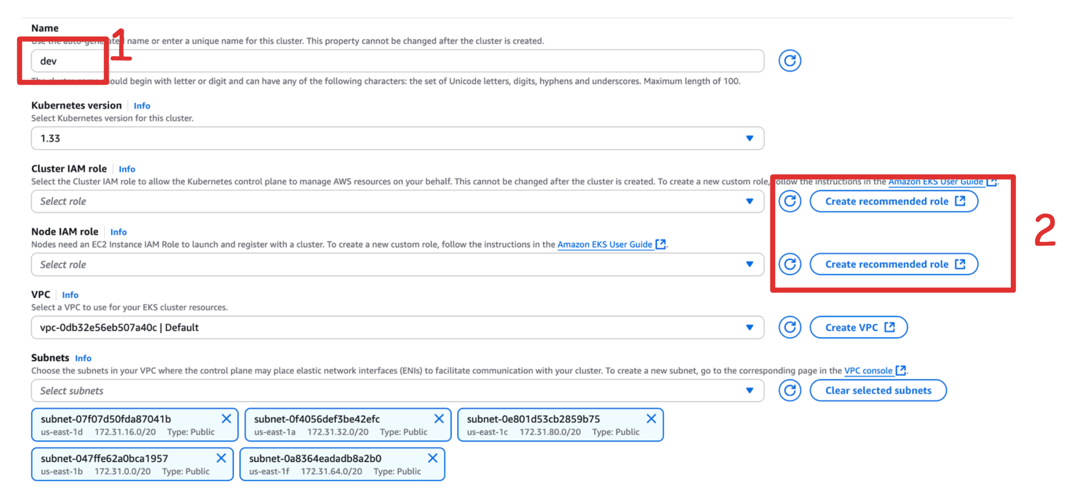 Name
1
Use the auto-generated name or enter a unique name for this cluster. This property cannot be changed after the cluster is created.
dev
The cluster name should begin with letter or digit and can have any of the following characters: the set of Unicode letters, digits, hyphens and underscores. Maximum length of 100.
Kubernetes version Info
Select Kubernetes version for this cluster.
1.33
Cluster IAM role Info
Select the Cluster IAM role to allow the Kubernetes control plane to manage AWS resources on your behalf. This cannot be changed after the cluster is created. To create a new custom role, follow the instructions in the Amazon EKS User Guide.
Select role Create recommended role
2
Node IAM role Info
Nodes need an EC2 Instance IAM Role to launch and register with a cluster. To create a new custom role, follow the instructions in the Amazon EKS User Guide.
Select role Create recommended role
VPC Info
Select a VPC to use for your EKS cluster resources.
vpc-0db32e56eb507a40c | Default Create VPC
Subnets Info
Choose the subnets in your VPC where the control plane may place elastic network interfaces (ENIs) to facilitate communication with your cluster. To create a new subnet, go to the corresponding page in the VPC console.
Select subnets Clear selected subnets
subnet-07f07d50fda87041b subnet-0f4056def3be42efc subnet-0e801d53cb2859b75
us-east-1d 172.31.16.0/20 Type: Public us-east-1a 172.31.32.0/20 Type: Public us-east-1c 172.31.80.0/20 Type: Public
subnet-047ffe62a0bca1957 subnet-0a8364eadadb8a2b0
us-east-1b 172.31.0.0/20 Type: Public us-east-1f 172.31.64.0/20 Type: Public